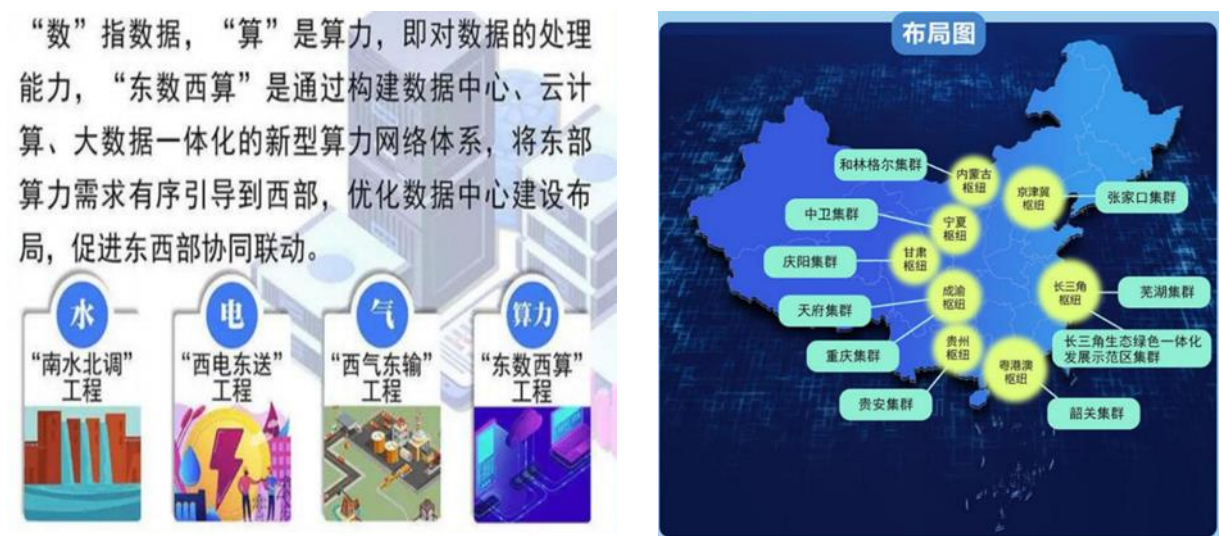 “数”指数据，“算”是算力，即对数据的处理
能力，“东数西算”是通过构建数据中心、云计
算、大数据一体化的新型算力网络体系，将东部
算力需求有序引导到西部，优化数据中心建设布
局，促进东西部协同联动。
水
“南水北调”
工程
电
“西电东送”
工程
气
“西气东输”
工程
算力
“东数西算”
工程
布局图
和林格尔集群
内蒙古
枢纽
京津冀
枢纽
张家口集群
中卫集群
宁夏
枢纽
庆阳集群
甘肃
枢纽
天府集群
成渝
枢纽
重庆集群
长三角
枢纽
芜湖集群
长三角生态绿色一体化
发展示范区集群
贵州
枢纽
贵安集群
粤港澳
枢纽
韶关集群